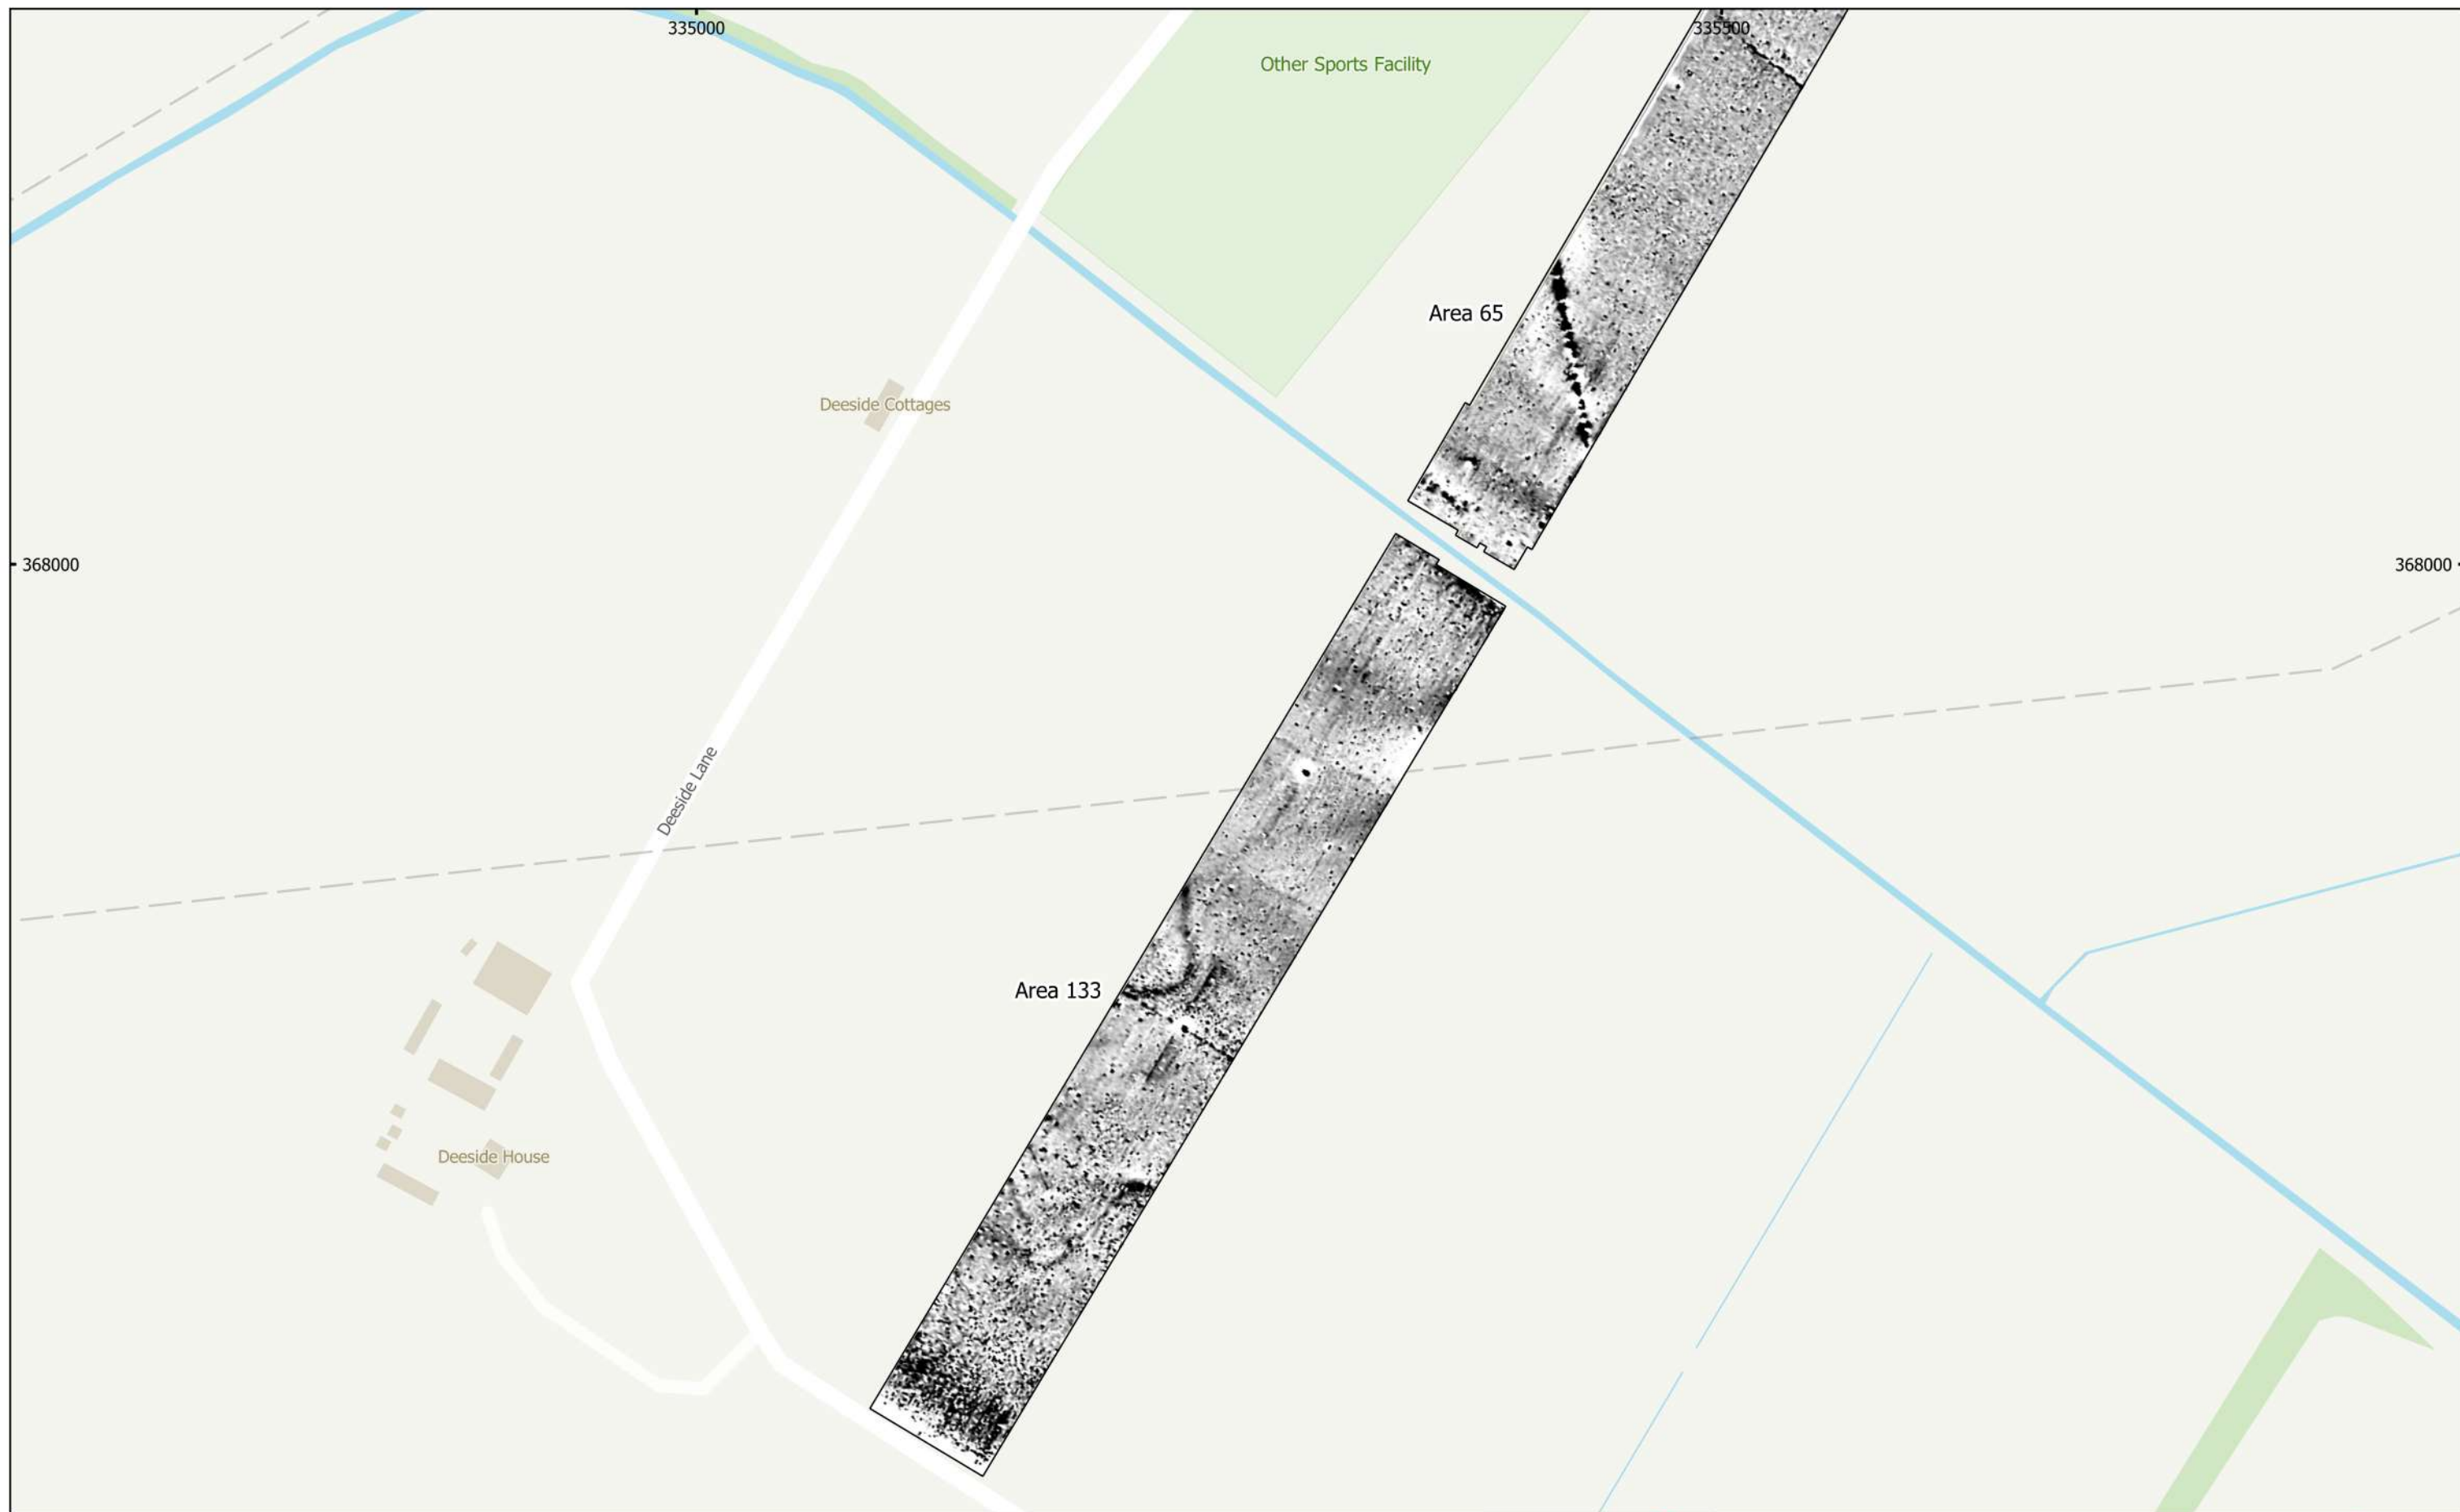 335000
335500
Other Sports Facility
Area 65
Deeside Cottages
368000
368000
Deeside Lane
Area 133
Deeside House